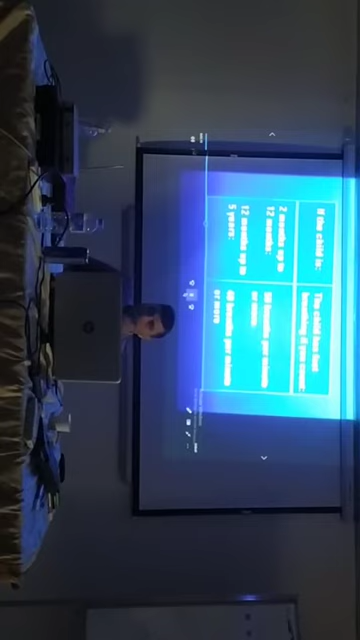 If the child is:
The child has fast
breathing if you count:
2 months up to
12 months:
50 breaths per minute
or more
12 months up to
5 years:
40 breaths per minute
or more